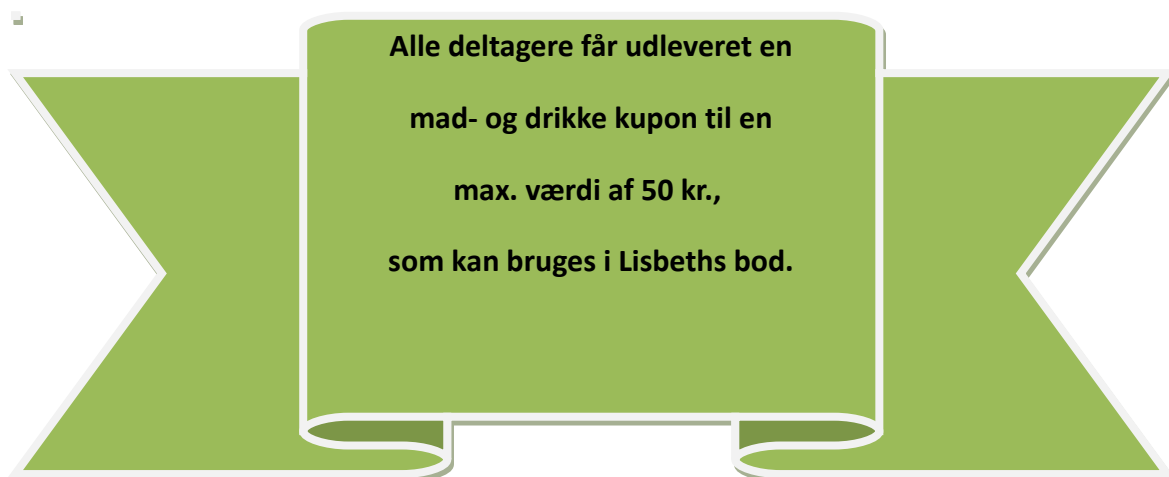 Alle deltagere får udleveret en
mad- og drikke kupon til en
max. værdi af 50 kr.,
som kan bruges i Lisbeths bod.